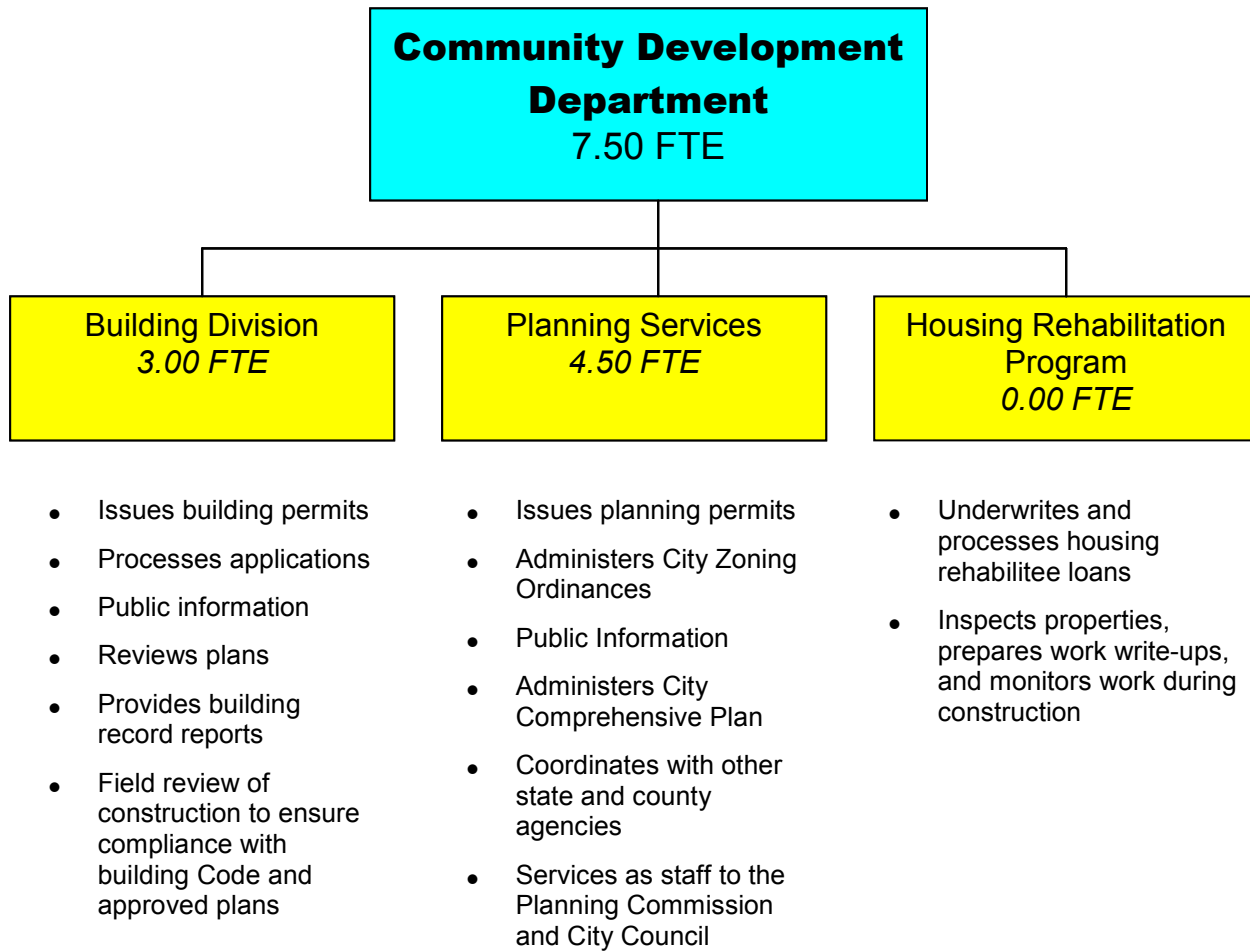 Community Development
Department
7.50 FTE
Building Division
3.00 FTE
Planning Services
4.50 FTE
Housing Rehabilitation
Program
0.00 FTE
• Issues building permits
• Processes applications
• Public information
• Reviews plans
• Provides building
record reports
• Field review of
construction to ensure
compliance with
building Code and
approved plans
• Issues planning permits
• Administers City Zoning
Ordinances
• Public Information
• Administers City
Comprehensive Plan
• Coordinates with other
state and county
agencies
• Services as staff to the
Planning Commission
and City Council
• Underwrites and
processes housing
rehabilitee loans
• Inspects properties,
prepares work write-ups,
and monitors work during
construction